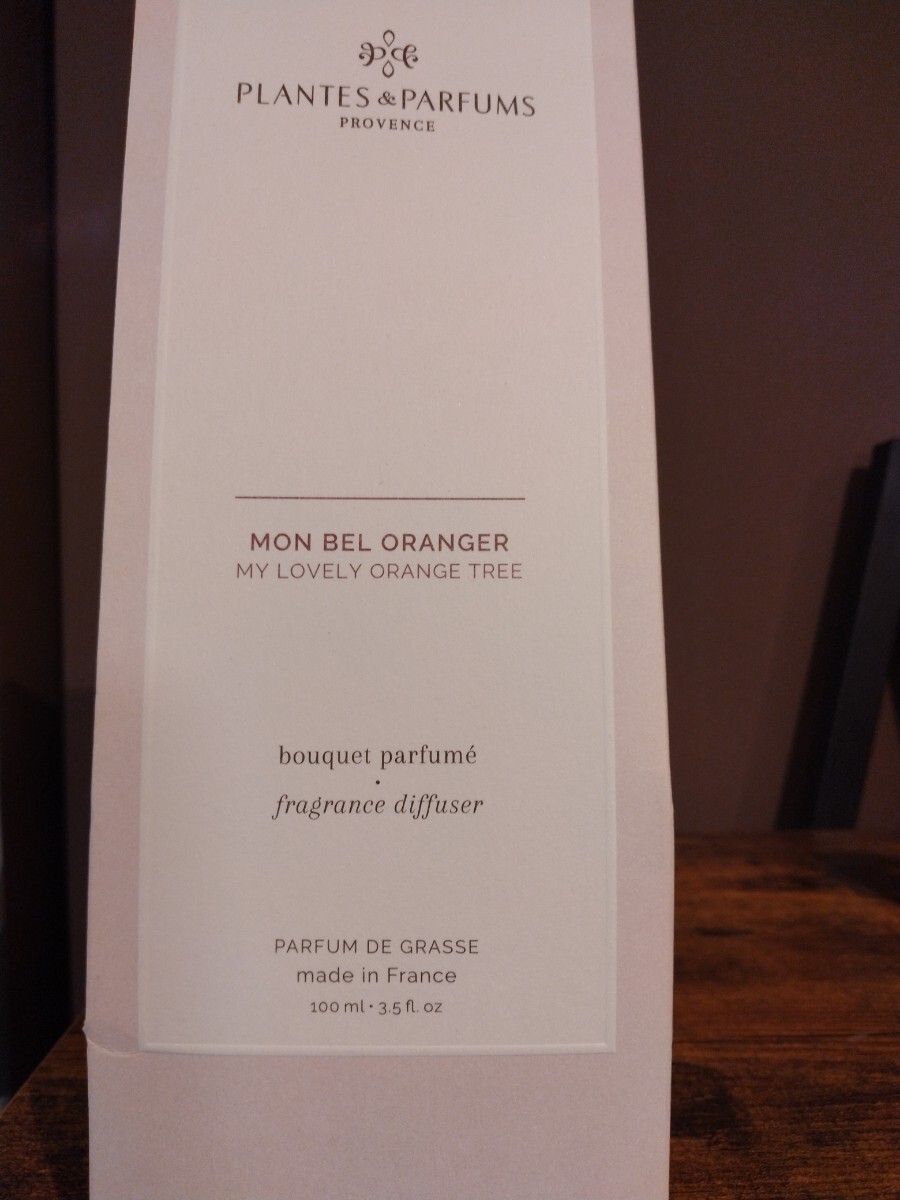 PLANTES & PARFUMS
PROVENCE
MON BEL ORANGER
MY LOVELY ORANGE TREE
bouquet parfumé
•
fragrance diffuser
PARFUM DE GRASSE
made in France
100 ml • 3.5 fl. oz